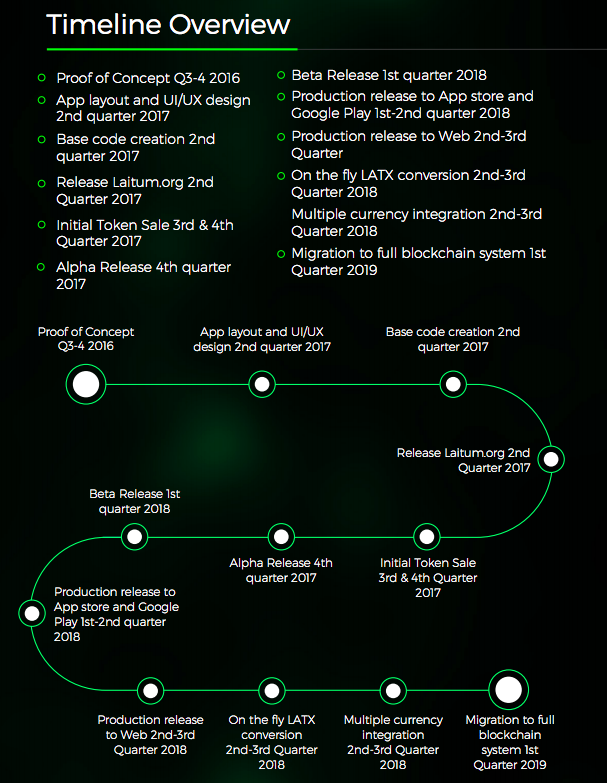 Timeline Overview
Proof of Concept Q3-4 2016
App layout and UI/UX design
2nd quarter 2017
Base code creation 2nd
quarter 2017
Release Laitum.org 2nd
Quarter 2017
Initial Token Sale 3rd & 4th
Quarter 2017
Alpha Release 4th quarter
2017
Beta Release 1st quarter 2018
Production release to App store and
Google Play 1st-2nd quarter 2018
Production release to Web 2nd-3rd
Quarter
On the fly LATX conversion 2nd-3rd
Quarter 2018
Multiple currency integration 2nd-3rd
Quarter 2018
Migration to full blockchain system 1st
Quarter 2019
Proof of Concept
Q3-4 2016
App layout and UI/UX
design 2nd quarter 2017
Base code creation 2nd
quarter 2017
Release Laitum.org 2nd
Quarter 2017
Beta Release 1st
quarter 2018
Alpha Release 4th
quarter 2017
Initial Token Sale
3rd & 4th Quarter
2017
Production release to
App store and Google
Play 1st-2nd quarter
2018
Production release
to Web 2nd-3rd
Quarter 2018
On the fly LATX
conversion
2nd-3rd Quarter
2018
Multiple currency
integration
2nd-3rd Quarter
2018
Migration to full
blockchain
system 1st
Quarter 2019